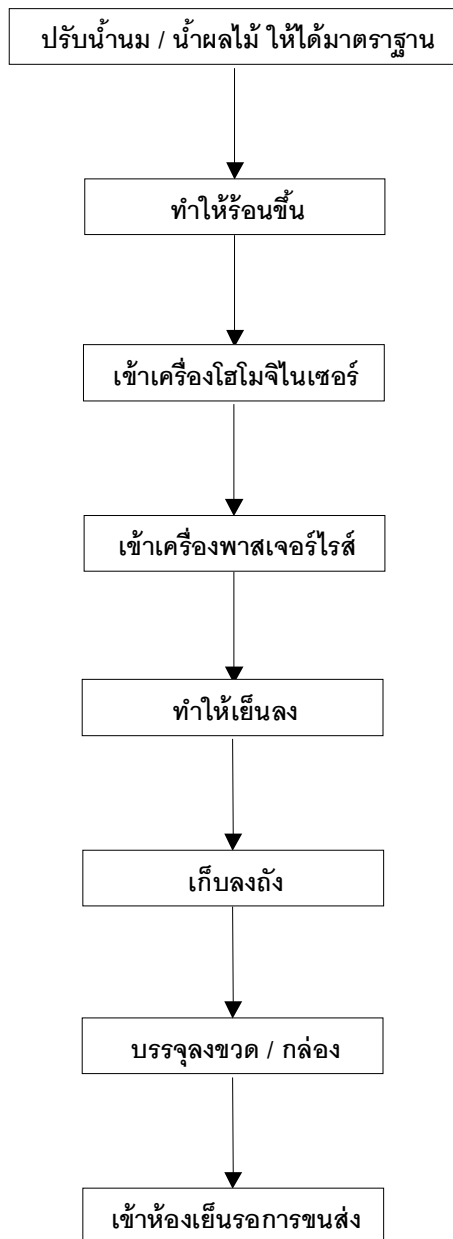 ปรับน้ำนม / น้ำผลไม้ ให้ได้มาตราฐาน
ทำให้ร้อนขึ้น
เข้าเครื่องโฮโมจิไนเซอร์
เข้าเครื่องพาสเจอร์ไรส์
ทำให้เย็นลง
เก็บลงถัง
บรรจุลงขวด / กล่อง
เข้าห้องเย็นรอการขนส่ง